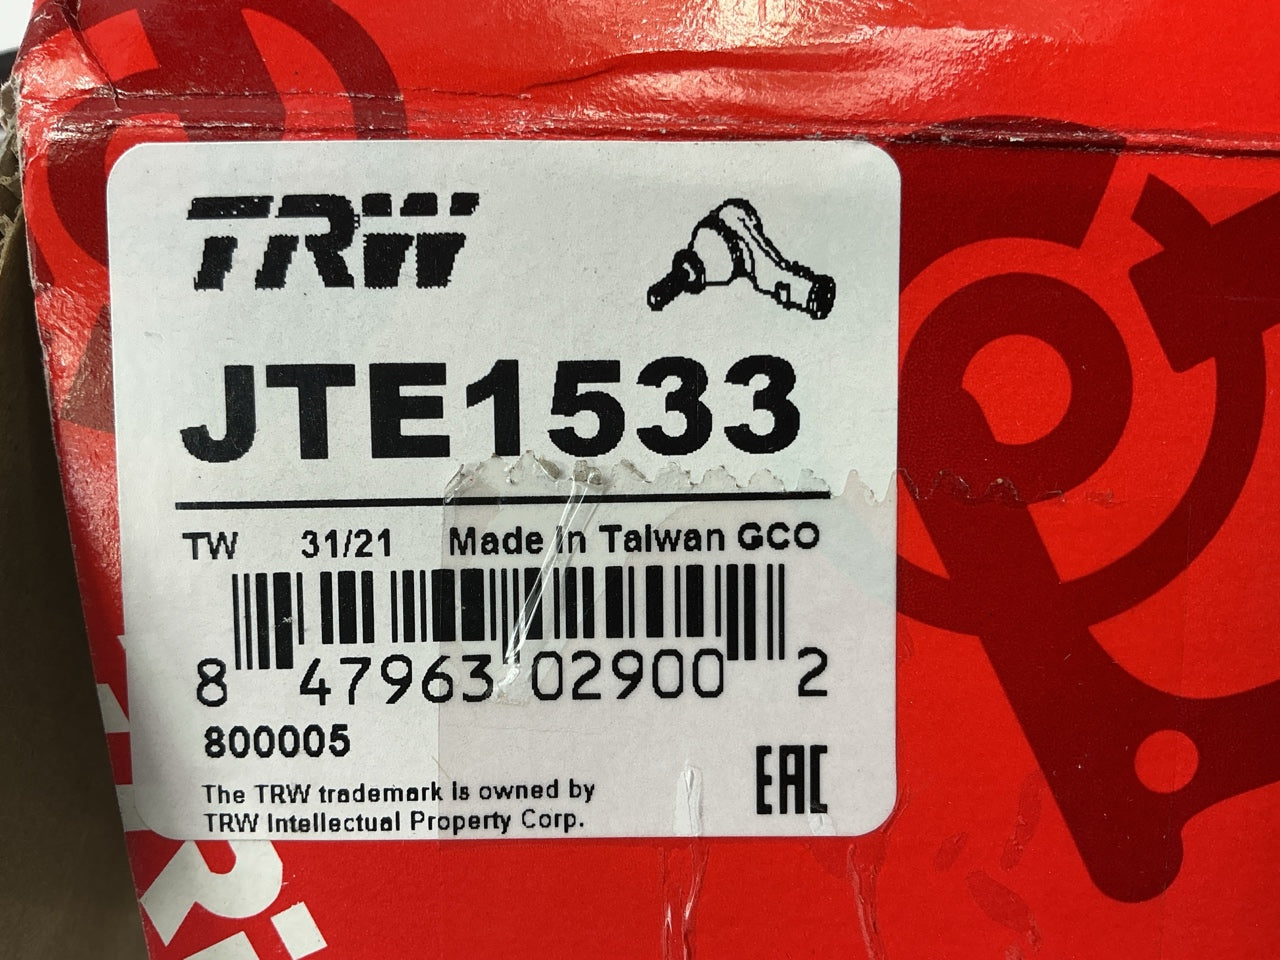 TRW
JTE1533
TW 31/21 Made in Taiwan GCO
8 47963 02900 2
800005
EAC
The TRW trademark is owned by
TRW Intellectual Property Corp.